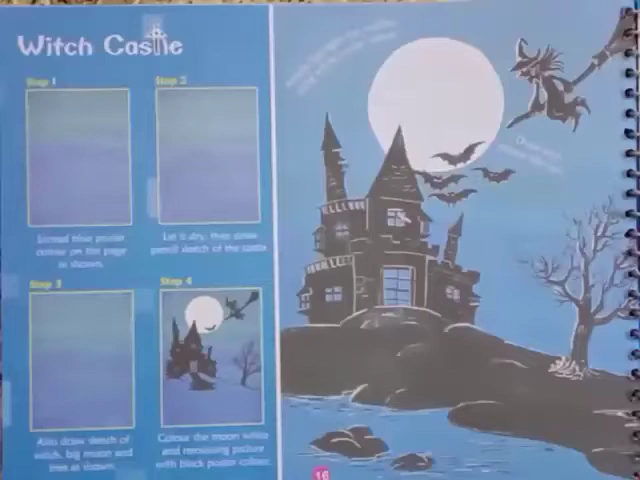 Witch Castle
Step 1
Step 2
Spread blue poster
colour on the page
as shown.
Let it dry, then draw
pencil sketch of the castle
Step 3
Step 4
Also draw sketch of
witch, big moon and
tree as shown.
Colour the moon white
and remaining picture
with black poster colour.
16